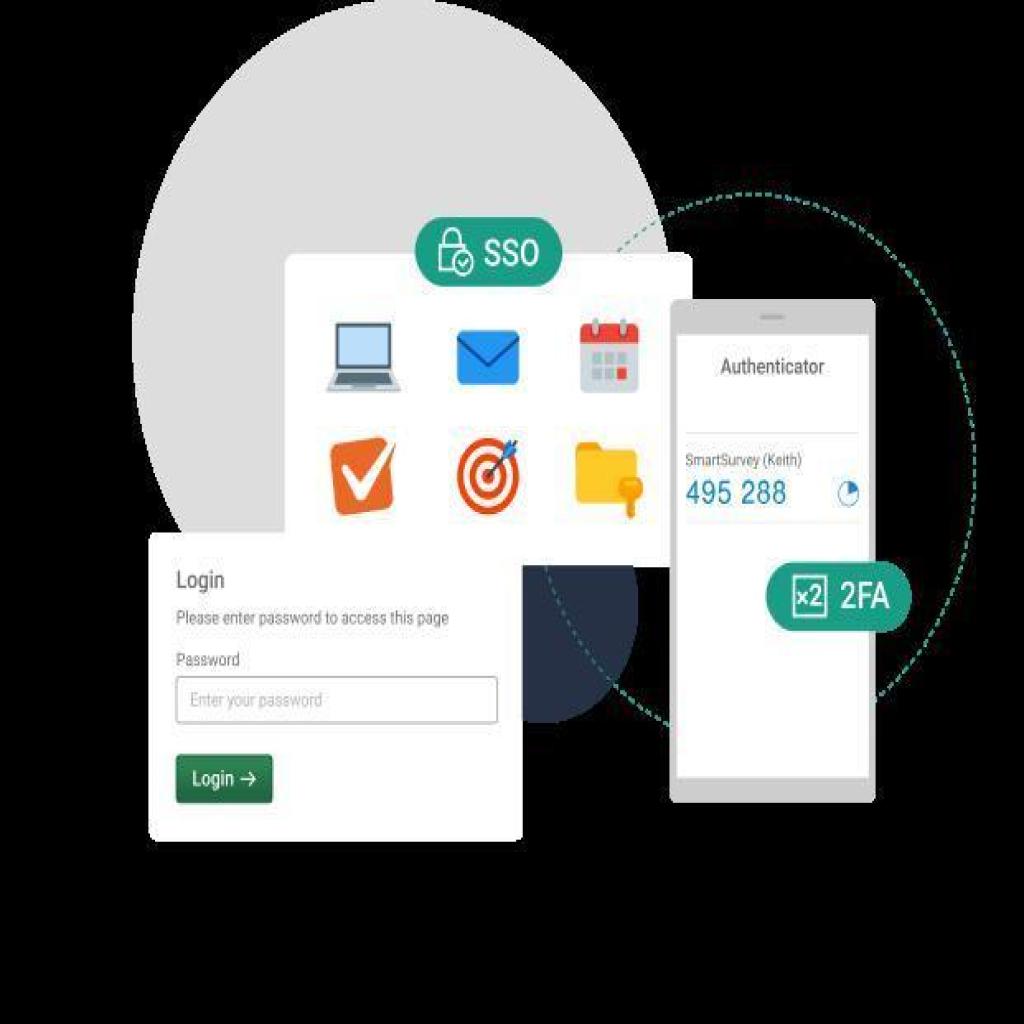 SSO
Authenticator
SmartSurvey (Keith)
495 288
x2 2FA
Login
Please enter password to access this page
Password
Enter your password
Login →